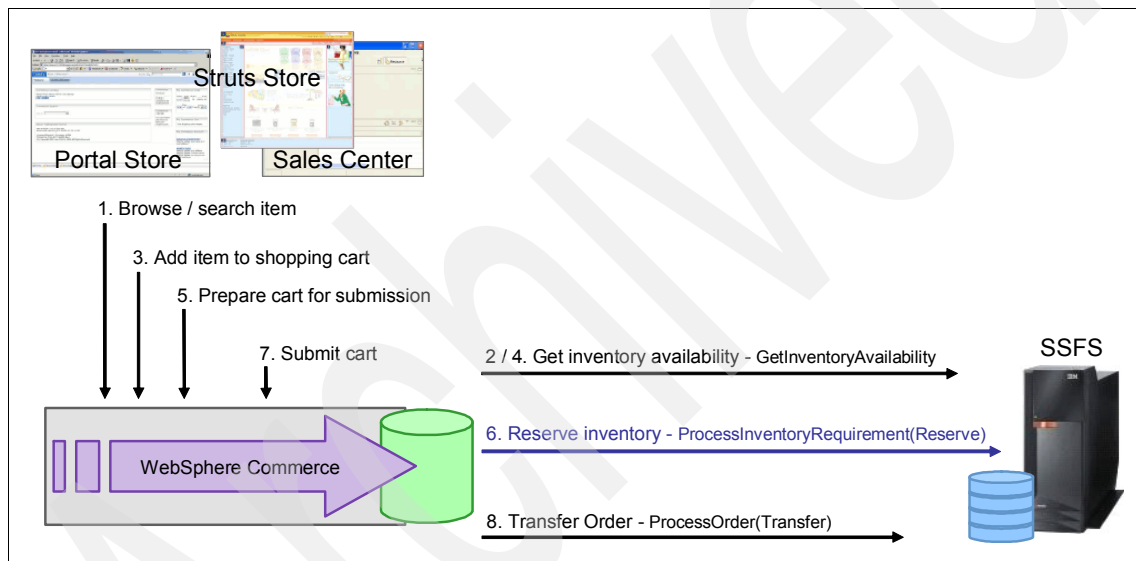 Struts Store
Portal Store
Sales Center
1. Browse / search item
3. Add item to shopping cart
5. Prepare cart for submission
7. Submit cart
2 / 4. Get inventory availability - GetInventoryAvailability
SSFS
IBM
6. Reserve inventory - ProcessInventoryRequirement(Reserve)
WebSphere Commerce
8. Transfer Order - ProcessOrder(Transfer)